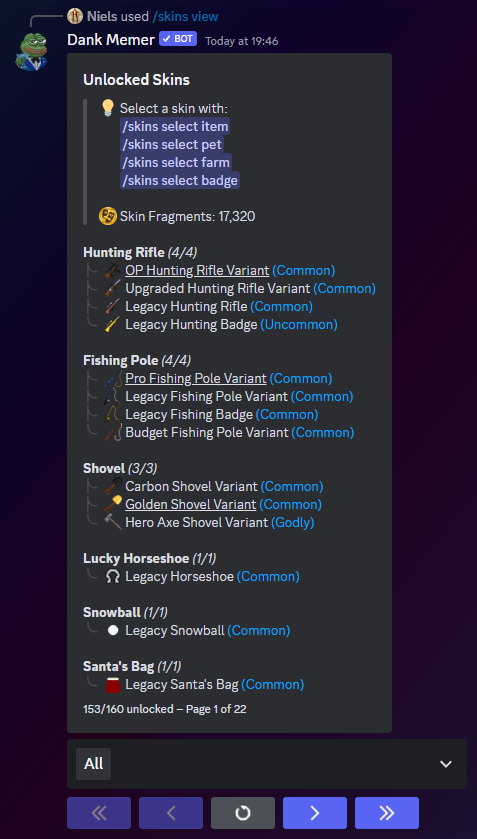 Niels used /skins view
Dank Memer ✓ BOT Today at 19:46
Unlocked Skins
Select a skin with:
/skins select item
/skins select pet
/skins select farm
/skins select badge
Skin Fragments: 17,320
Hunting Rifle (4/4)
OP Hunting Rifle Variant (Common)
Upgraded Hunting Rifle Variant (Common)
Legacy Hunting Rifle (Common)
Legacy Hunting Badge (Uncommon)
Fishing Pole (4/4)
Pro Fishing Pole Variant (Common)
Legacy Fishing Pole Variant (Common)
Legacy Fishing Badge (Common)
Budget Fishing Pole Variant (Common)
Shovel (3/3)
Carbon Shovel Variant (Common)
Golden Shovel Variant (Common)
Hero Axe Shovel Variant (Godly)
Lucky Horseshoe (1/1)
Legacy Horseshoe (Common)
Snowball (1/1)
Legacy Snowball (Common)
Santa's Bag (1/1)
Legacy Santa's Bag (Common)
153/160 unlocked – Page 1 of 22
All